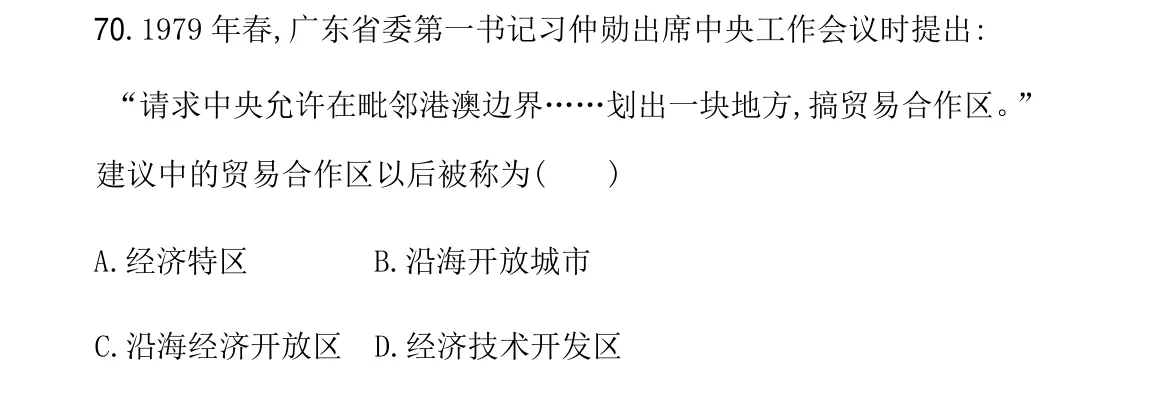 70.1979 年春,广东省委第一书记习仲勋出席中央工作会议时提出:
“请求中央允许在毗邻港澳边界……划出一块地方,搞贸易合作区。”
建议中的贸易合作区以后被称为(　　)
A.经济特区　　B.沿海开放城市
C.沿海经济开放区　D.经济技术开发区